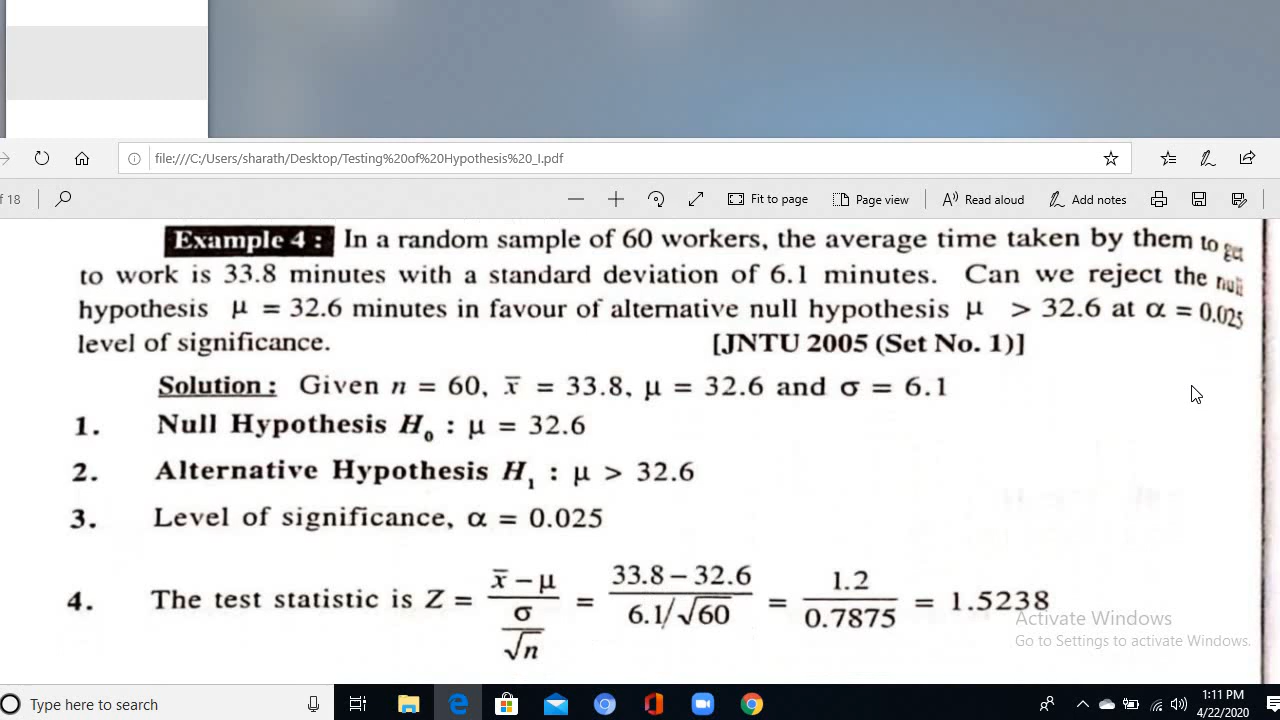 file:///C:/Users/sharath/Desktop/Testing%20of%20Hypothesis%20_I.pdf
f 18 Fit to page Page view Read aloud Add notes
Example 4 : In a random sample of 60 workers, the average time taken by them to get
to work is 33.8 minutes with a standard deviation of 6.1 minutes. Can we reject the null
hypothesis μ = 32.6 minutes in favour of alternative null hypothesis μ > 32.6 at α = 0.025
level of significance. [JNTU 2005 (Set No. 1)]
Solution : Given n = 60, x̄ = 33.8, μ = 32.6 and σ = 6.1
1. Null Hypothesis H₀ : μ = 32.6
2. Alternative Hypothesis H₁ : μ > 32.6
3. Level of significance, α = 0.025
4. The test statistic is Z = (x̄ – μ)/(σ/√n) = (33.8 – 32.6)/(6.1/√60) = 1.2/0.7875 = 1.5238
Activate Windows
Go to Settings to activate Windows.
Type here to search
1:11 PM
4/22/2020